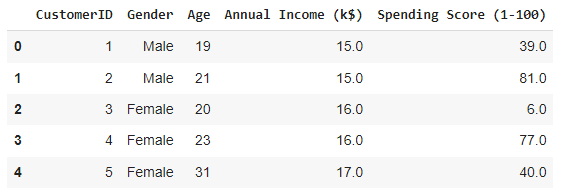 CustomerID Gender Age Annual Income (k$) Spending Score (1-100)
0 1 Male 19 15.0 39.0
1 2 Male 21 15.0 81.0
2 3 Female 20 16.0 6.0
3 4 Female 23 16.0 77.0
4 5 Female 31 17.0 40.0